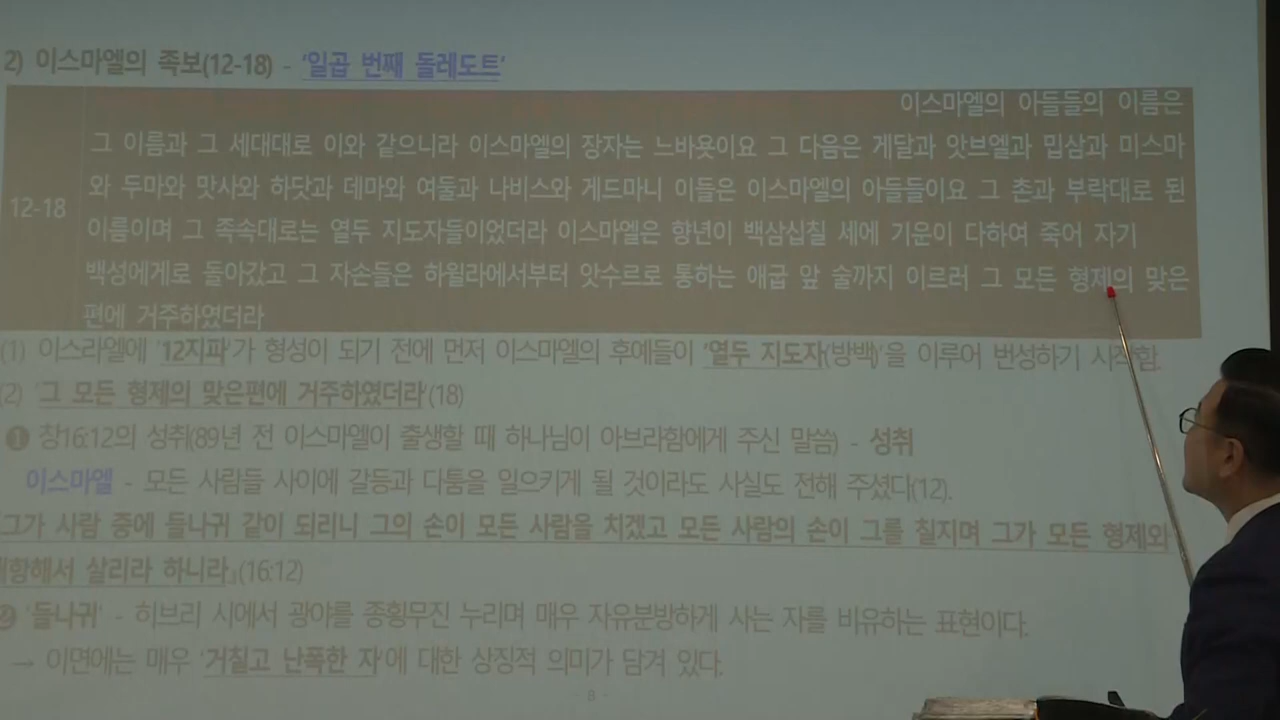 2) 이스마엘의 족보(12-18) - '일곱 번째 돌레도트'
이스마엘의 아들들의 이름은
그 이름과 그 세대대로 이와 같으니라 이스마엘의 장자는 느바욧이요 그 다음은 게달과 앗브엘과 밉삼과 미스마
12-18 와 두마와 맛사와 하닷과 데마와 여둘과 나비스와 게드마니 이들은 이스마엘의 아들들이요 그 촌과 부락대로 된
이름이며 그 족속대로는 열두 지도자들이었더라 이스마엘은 향년이 백삼십칠 세에 기운이 다하여 죽어 자기
백성에게로 돌아갔고 그 자손들은 하윌라에서부터 앗수르로 통하는 애굽 앞 술까지 이르러 그 모든 형제의 맞은
편에 거주하였더라
(1) 이스라엘에 '12지파'가 형성이 되기 전에 먼저 이스마엘의 후예들이 '열두 지도자(방백)'을 이루어 번성하기 시작함.
(2) '그 모든 형제의 맞은편에 거주하였더라'(18)
❶ 창16:12의 성취(89년 전 이스마엘이 출생할 때 하나님이 아브라함에게 주신 말씀) - 성취
이스마엘 - 모든 사람들 사이에 갈등과 다툼을 일으키게 될 것이라도 사실도 전해 주셨다(12).
그가 사람 중에 들나귀 같이 되리니 그의 손이 모든 사람을 치겠고 모든 사람의 손이 그를 칠지며 그가 모든 형제와
대항해서 살리라 하니라』(16:12)
❷ '들나귀' - 히브리 시에서 광야를 종횡무진 누리며 매우 자유분방하게 사는 자를 비유하는 표현이다.
→ 이면에는 매우 '거칠고 난폭한 자'에 대한 상징적 의미가 담겨 있다.
- 8 -